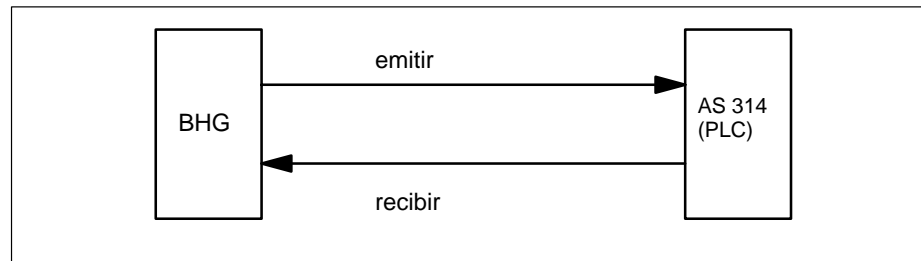 emitir
BHG
AS 314
(PLC)
recibir